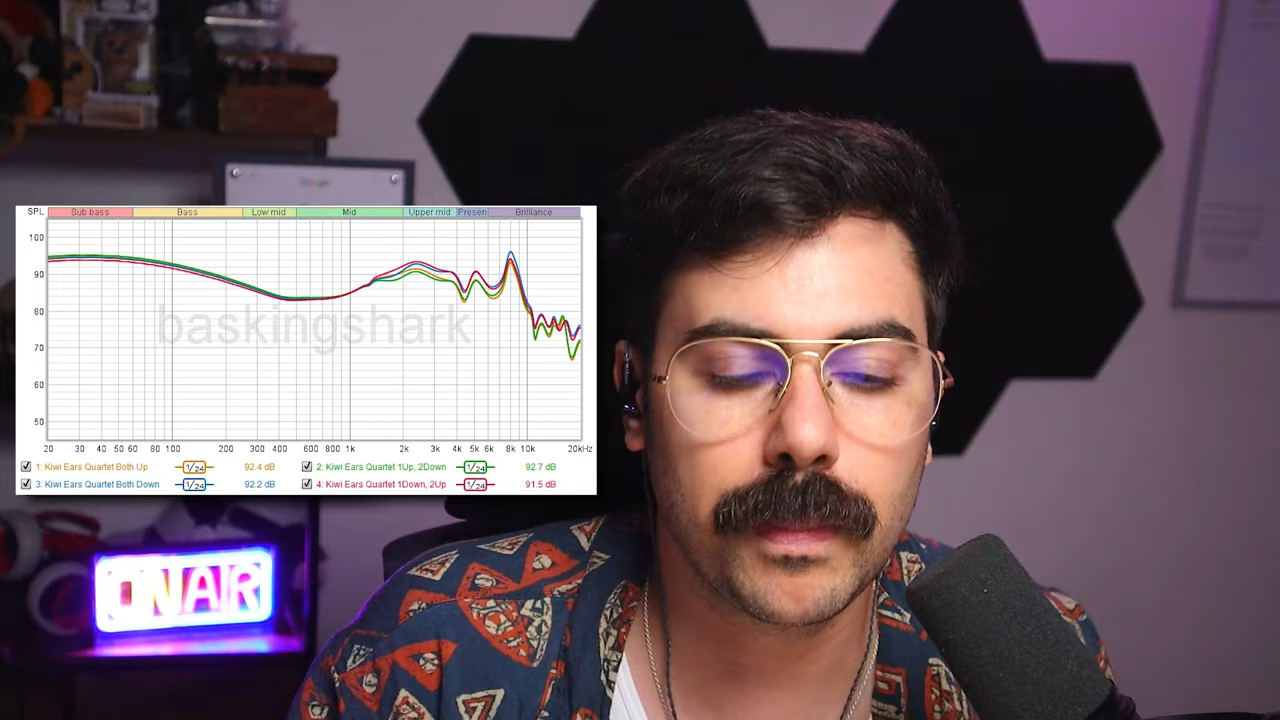 Google
SPL Sub bass Bass Low mid Mid Upper mid Presen Brilliance
100
90
80
70
60
50
baskingshark
20 30 40 50 60 80 100 200 300 400 600 800 1k 2k 3k 4k 5k 6k 8k 10k 20kHz
1: Kiwi Ears Quartet Both Up 1/24 92.4 dB 2: Kiwi Ears Quartet 1Up, 2Down 1/24 92.7 dB
3: Kiwi Ears Quartet Both Down 1/24 92.2 dB 4: Kiwi Ears Quartet 1Down, 2Up 1/24 91.5 dB
ON AIR